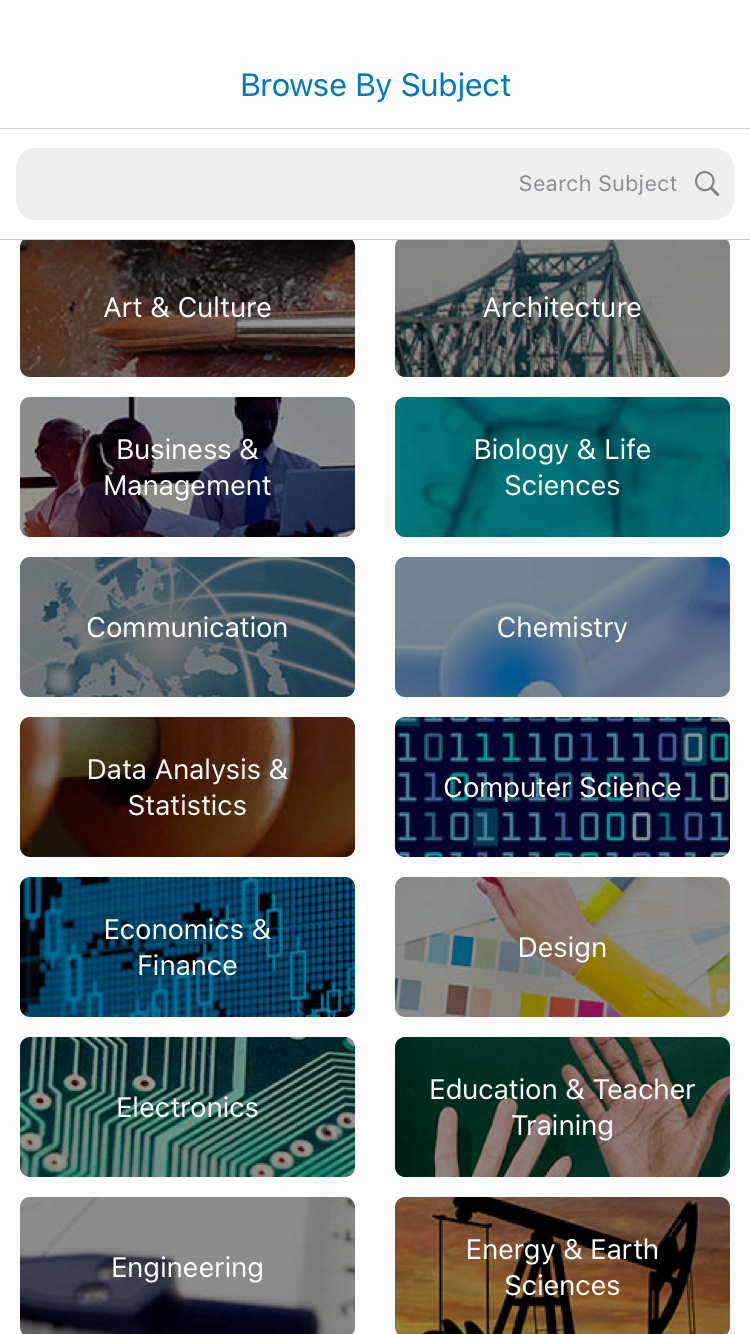 Browse By Subject
Search Subject
Art & Culture
Architecture
Business &
Management
Biology & Life
Sciences
Communication
Chemistry
Data Analysis &
Statistics
Computer Science
Economics &
Finance
Design
Electronics
Education & Teacher
Training
Engineering
Energy & Earth
Sciences